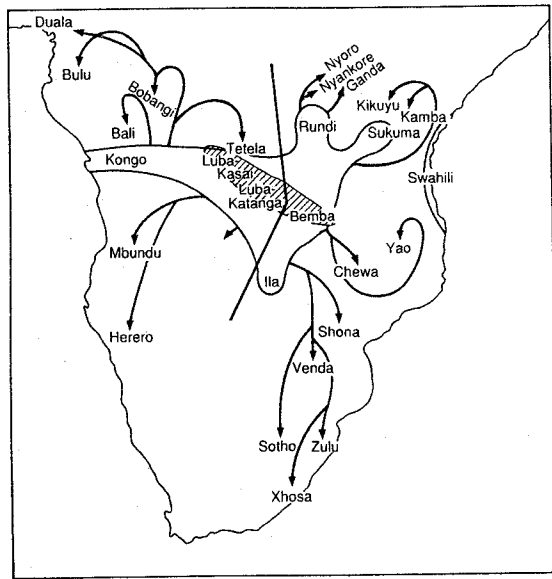 Duala
Bulu
Bobangi
Bali
Kongo
Tetela
Luba-
Kasai
Luba-
Katanga
Bemba
Nyoro
Nyankore
Ganda
Rundi
Kikuyu
Kamba
Sukuma
Swahili
Mbundu
Herero
Ila
Chewa
Yao
Shona
Venda
Sotho
Zulu
Xhosa